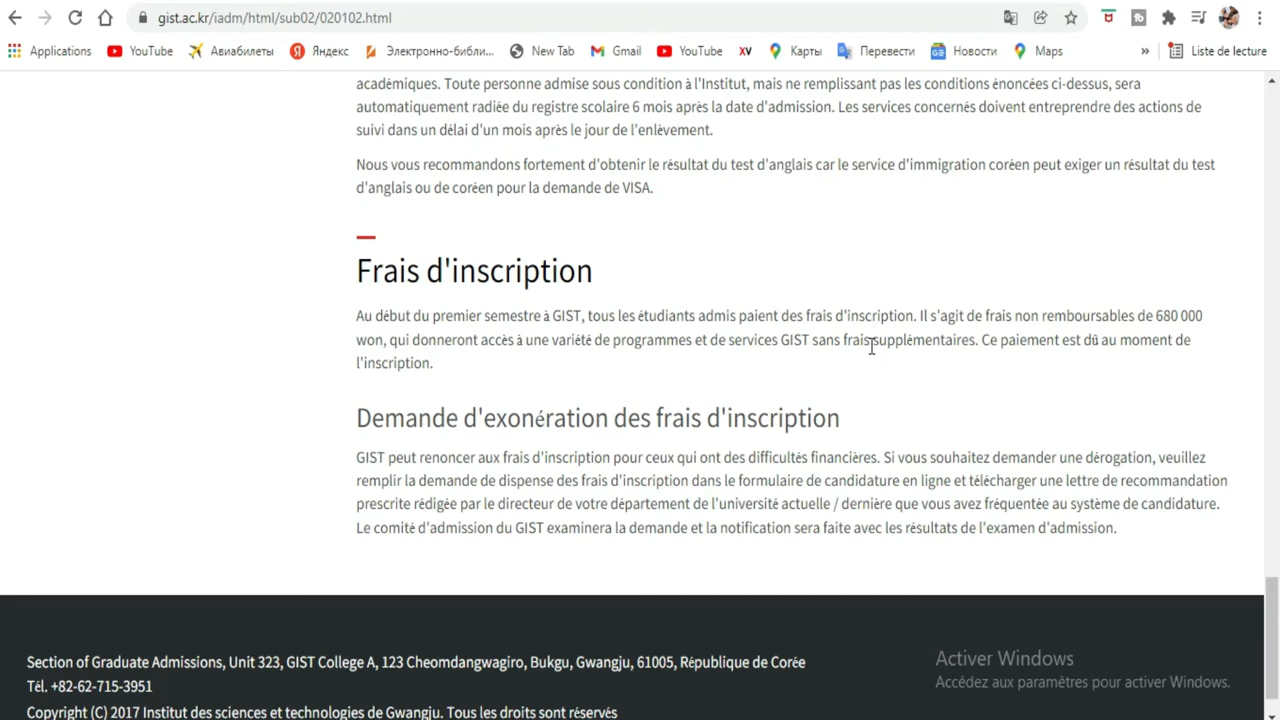 gist.ac.kr/iadm/html/sub02/020102.html
Applications YouTube Авиабилеты Яндекс Электронно-библи... New Tab Gmail YouTube XV Карты Перевести Новости Maps » Liste de lecture
académiques. Toute personne admise sous condition à l'Institut, mais ne remplissant pas les conditions énoncées ci-dessus, sera
automatiquement radiée du registre scolaire 6 mois après la date d'admission. Les services concernés doivent entreprendre des actions de
suivi dans un délai d'un mois après le jour de l'enlèvement.
Nous vous recommandons fortement d'obtenir le résultat du test d'anglais car le service d'immigration coréen peut exiger un résultat du test
d'anglais ou de coréen pour la demande de VISA.
Frais d'inscription
Au début du premier semestre à GIST, tous les étudiants admis paient des frais d'inscription. Il s'agit de frais non remboursables de 680 000
won, qui donneront accès à une variété de programmes et de services GIST sans frais supplémentaires. Ce paiement est dû au moment de
l'inscription.
Demande d'exonération des frais d'inscription
GIST peut renoncer aux frais d'inscription pour ceux qui ont des difficultés financières. Si vous souhaitez demander une dérogation, veuillez
remplir la demande de dispense des frais d'inscription dans le formulaire de candidature en ligne et télécharger une lettre de recommandation
prescrite rédigée par le directeur de votre département de l'université actuelle / dernière que vous avez fréquentée au système de candidature.
Le comité d'admission du GIST examinera la demande et la notification sera faite avec les résultats de l'examen d'admission.
Section of Graduate Admissions, Unit 323, GIST College A, 123 Cheomdangwagiro, Bukgu, Gwangju, 61005, République de Corée
Tél. +82-62-715-3951
Copyright (C) 2017 Institut des sciences et technologies de Gwangju. Tous les droits sont réservés
Activer Windows
Accédez aux paramètres pour activer Windows.